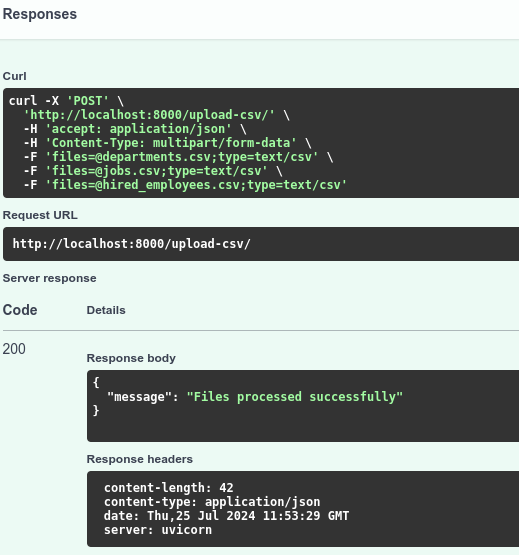 Responses
Curl
curl -X 'POST' \
  'http://localhost:8000/upload-csv/' \
  -H 'accept: application/json' \
  -H 'Content-Type: multipart/form-data' \
  -F 'files=@departments.csv;type=text/csv' \
  -F 'files=@jobs.csv;type=text/csv' \
  -F 'files=@hired_employees.csv;type=text/csv'
Request URL
http://localhost:8000/upload-csv/
Server response
Code Details
200
Response body
{
  "message": "Files processed successfully"
}
Response headers
content-length: 42
content-type: application/json
date: Thu,25 Jul 2024 11:53:29 GMT
server: uvicorn